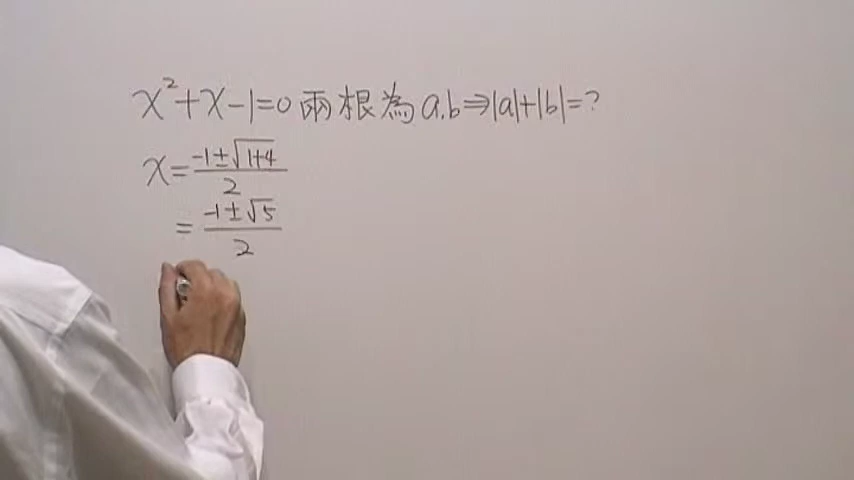 x²+x-1=0 兩根為 a.b⇒|a|+|b|=?
x=(-1±√(1+4))/2
=(-1±√5)/2